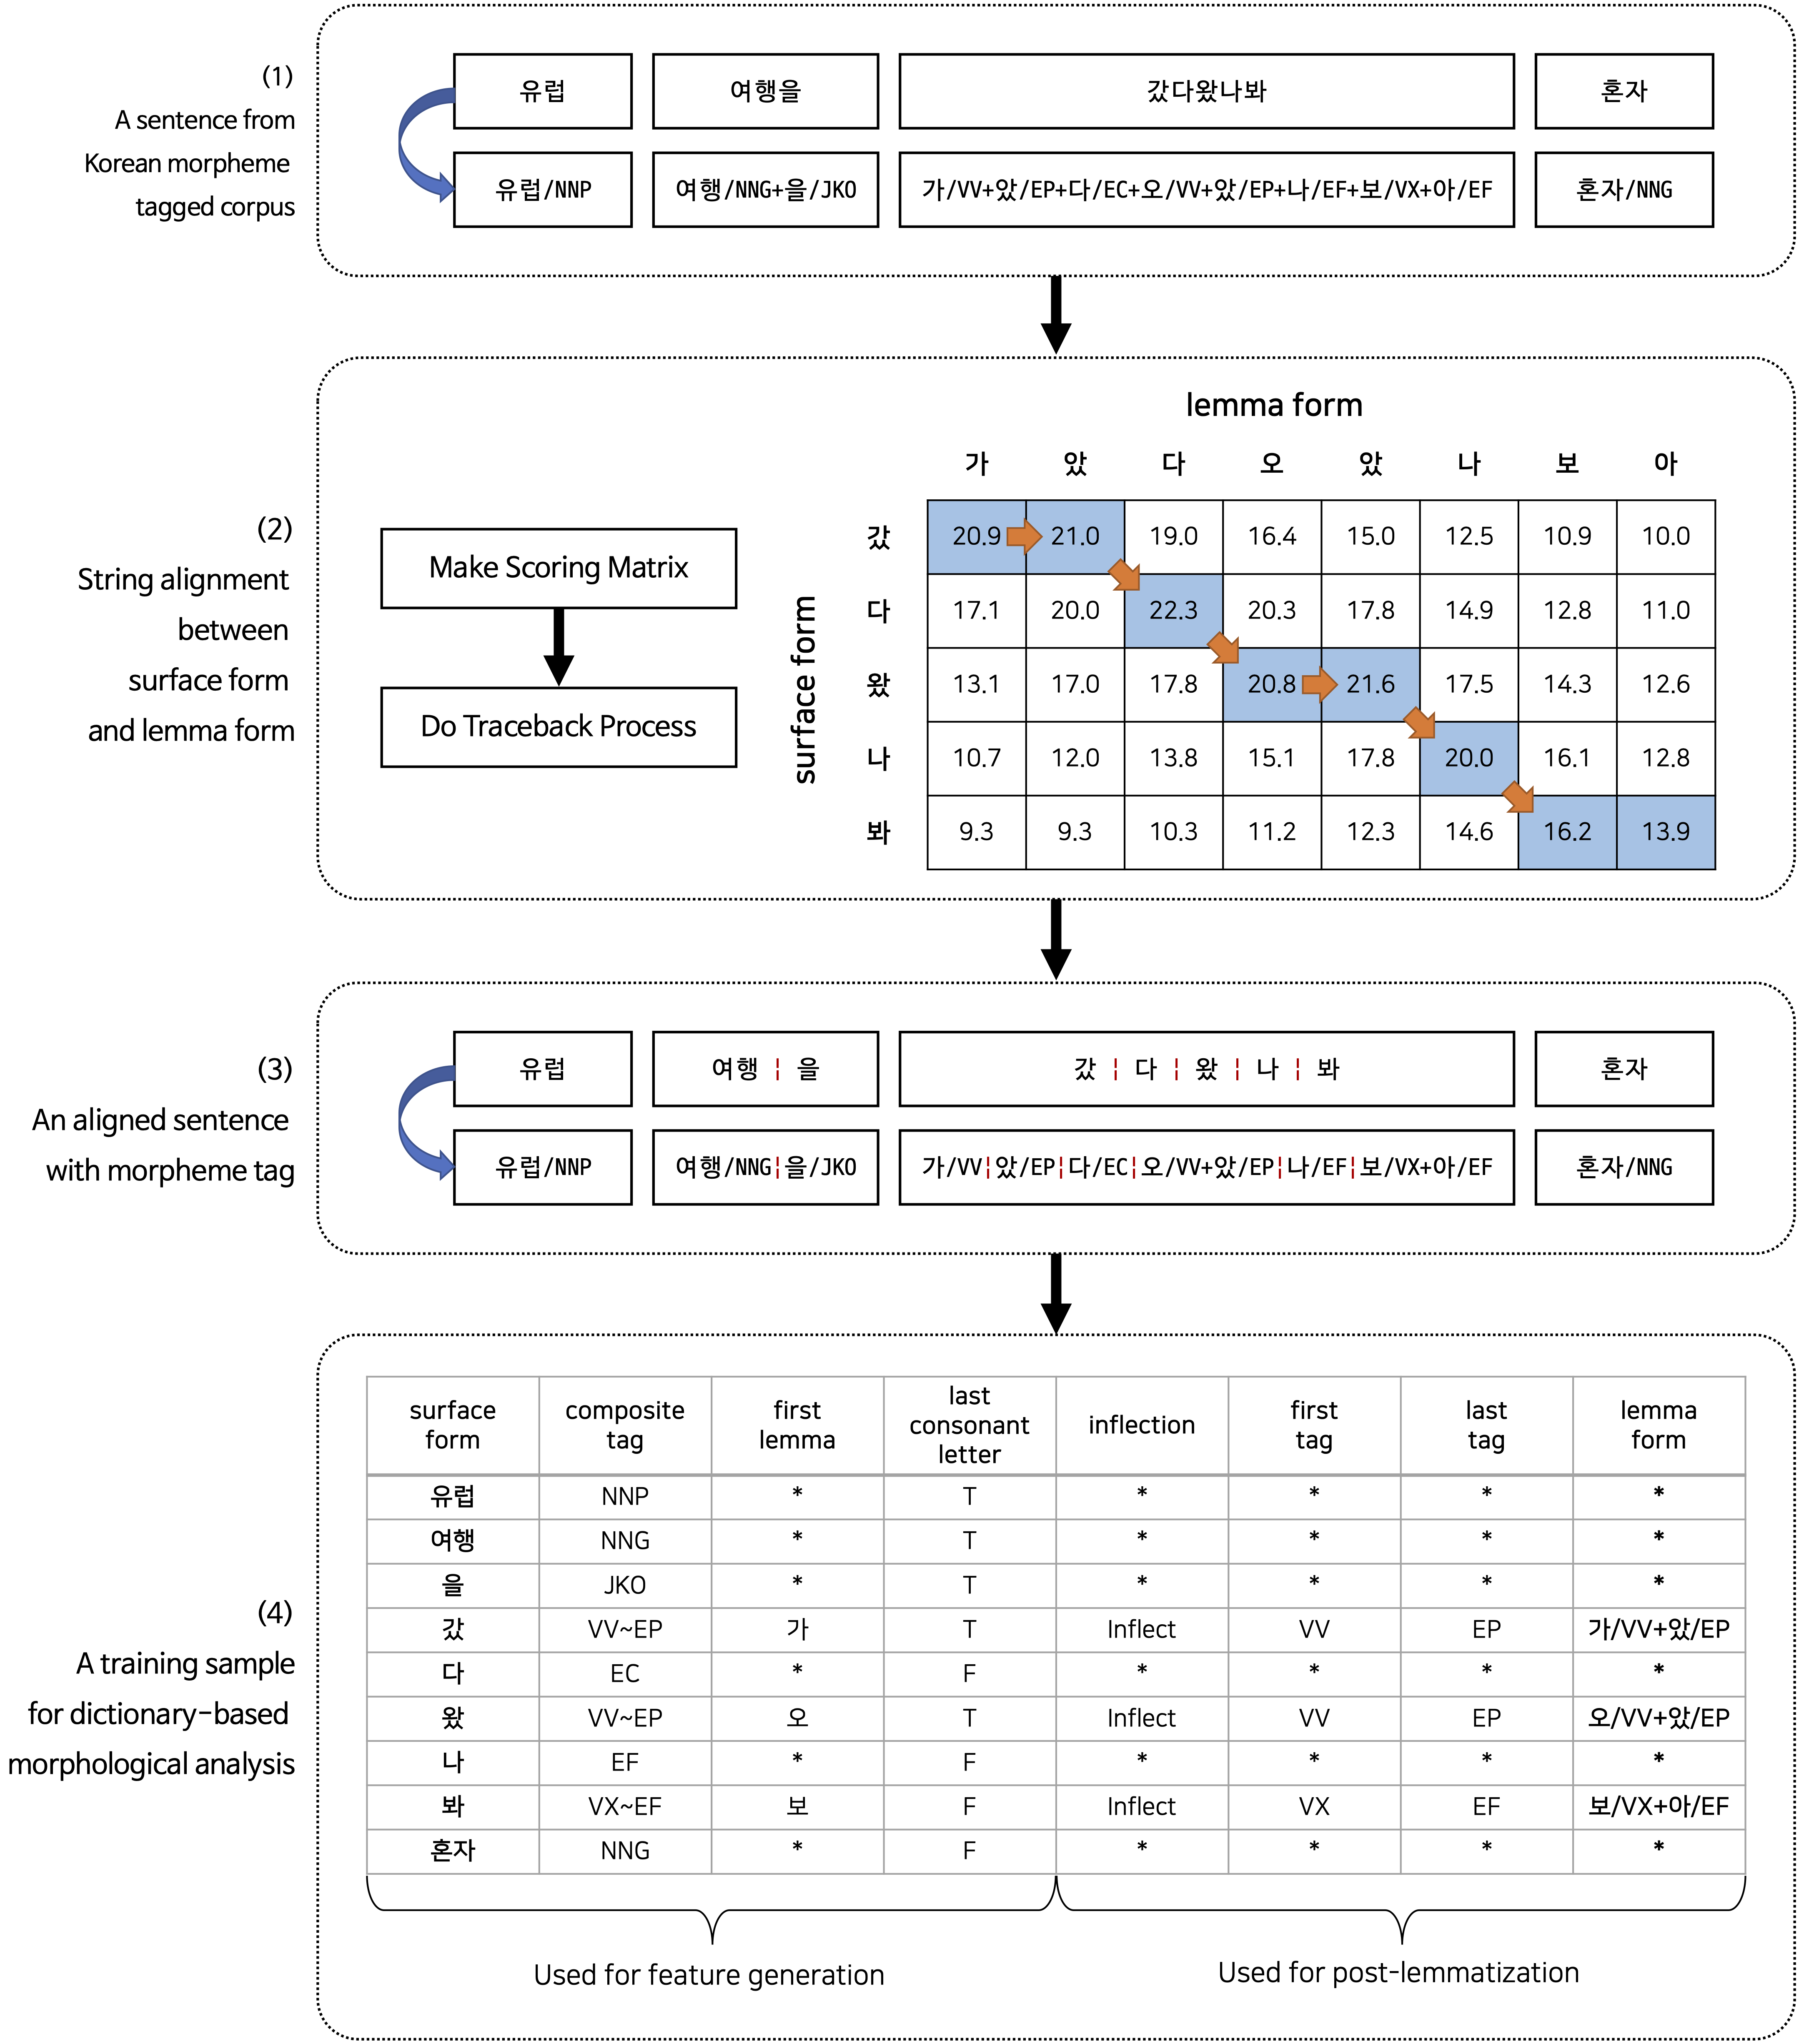 (1)
A sentence from
Korean morpheme
tagged corpus
유럽 여행을 갔다왔나봐 혼자
유럽/NNP 여행/NNG+을/JKO 가/VV+았/EP+다/EC+오/VV+았/EP+나/EF+보/VX+아/EF 혼자/NNG
(2)
String alignment
between
surface form
and lemma form
Make Scoring Matrix
Do Traceback Process
lemma form
surface form
가 았 다 오 았 나 보 아
갔 20.9 21.0 19.0 16.4 15.0 12.5 10.9 10.0
다 17.1 20.0 22.3 20.3 17.8 14.9 12.8 11.0
왔 13.1 17.0 17.8 20.8 21.6 17.5 14.3 12.6
나 10.7 12.0 13.8 15.1 17.8 20.0 16.1 12.8
봐 9.3 9.3 10.3 11.2 12.3 14.6 16.2 13.9
(3)
An aligned sentence
with morpheme tag
유럽 여행 ¦ 을 갔 ¦ 다 ¦ 왔 ¦ 나 ¦ 봐 혼자
유럽/NNP 여행/NNG¦을/JKO 가/VV¦았/EP¦다/EC¦오/VV+았/EP¦나/EF¦보/VX+아/EF 혼자/NNG
(4)
A training sample
for dictionary-based
morphological analysis
surface form composite tag first lemma last consonant letter inflection first tag last tag lemma form
유럽 NNP * T * * * *
여행 NNG * T * * * *
을 JKO * T * * * *
갔 VV~EP 가 T Inflect VV EP 가/VV+았/EP
다 EC * F * * * *
왔 VV~EP 오 T Inflect VV EP 오/VV+았/EP
나 EF * F * * * *
봐 VX~EF 보 F Inflect VX EF 보/VX+아/EF
혼자 NNG * F * * * *
Used for feature generation
Used for post-lemmatization